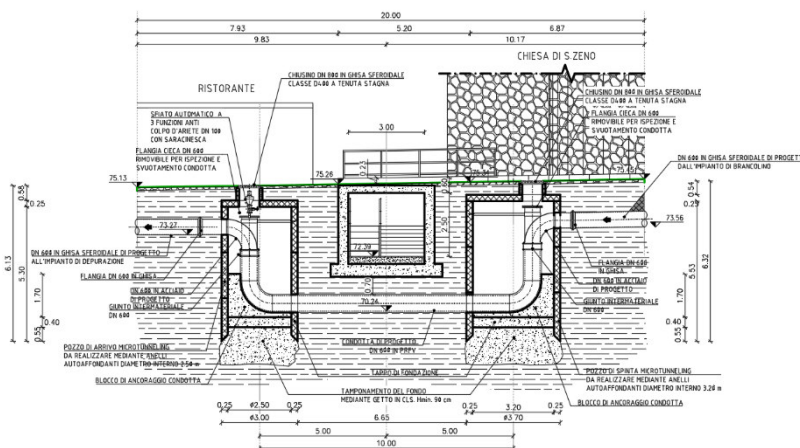 20.00
7.93
5.20
6.87
9.83
10.17
CHIESA DI S.ZENO
RISTORANTE
CHIUSINO DN 800 IN GHISA SFEROIDALE
CLASSE D400 A TENUTA STAGNA
CHIUSINO DN 800 IN GHISA SFEROIDALE
CLASSE D400 A TENUTA STAGNA
SFIATO AUTOMATICO A
3 FUNZIONI ANTI
COLPO D'ARIETE DN 100
CON SARACINESCA
FLANGIA CIECA DN 600
RIMOVIBILE PER ISPEZIONE E
SVUOTAMENTO CONDOTTA
FLANGIA CIECA DN 600
RIMOVIBILE PER ISPEZIONE E
SVUOTAMENTO CONDOTTA
3.00
DN 600 IN GHISA SFEROIDALE DI PROGETTO
DALL'IMPIANTO DI BRANCOLINO
75.13
75.26
0.23
0.60
75.45
0.25
0.54
73.27
2.50
73.56
6.13
5.30
72.39
5.53
6.32
DN 600 IN GHISA SFEROIDALE DI PROGETTO
ALL'IMPIANTO DI DEPURAZIONE
FLANGIA DN 600 IN GHISA
FLANGIA DN 600
IN GHISA
DN 600 IN ACCIAIO
DI PROGETTO
DN 600 IN ACCIAIO
DI PROGETTO
1.70
0.70
70.24
1.70
GIUNTO INTERMATERIALE
DN 600
GIUNTO INTERMATERIALE
DN 600
0.40
0.55
0.40
0.55
CONDOTTA DI PROGETTO
DN 600 IN PRFV
POZZO DI ARRIVO MICROTUNNELING
DA REALIZZARE MEDIANTE ANELLI
AUTOAFFONDANTI DIAMETRO INTERNO 2.50 m
TAPPO DI FONDAZIONE
POZZO DI SPINTA MICROTUNNELING
DA REALIZZARE MEDIANTE ANELLI
AUTOAFFONDANTI DIAMETRO INTERNO 3.20 m
BLOCCO DI ANCORAGGIO CONDOTTA
TAMPONAMENTO DEL FONDO
MEDIANTE GETTO IN CLS. Hmin. 90 cm
BLOCCO DI ANCORAGGIO CONDOTTA
0.25
ø2.50
0.25
0.25
3.20
0.25
ø3.00
6.65
ø3.70
5.00
5.00
10.00